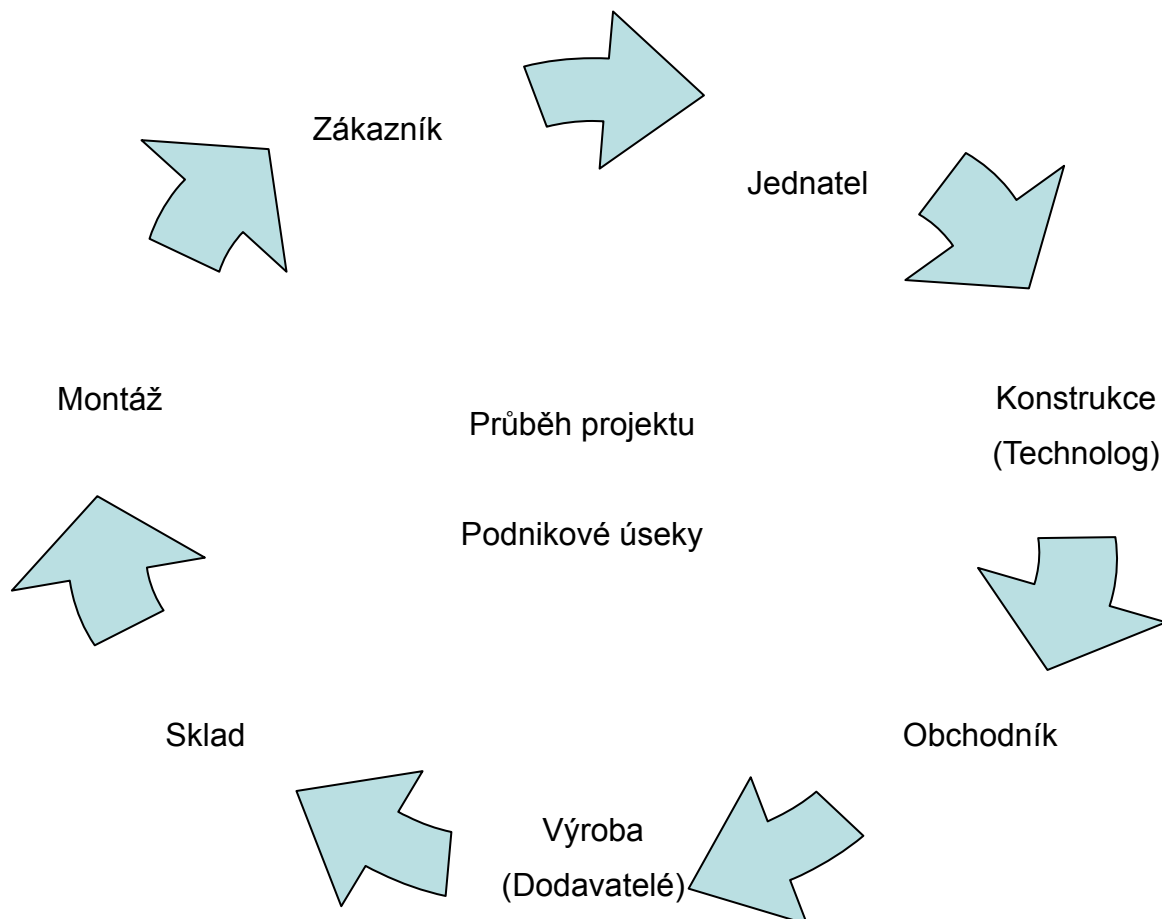 Zákazník
Jednatel
Montáž
Průběh projektu
Konstrukce
(Technolog)
Podnikové úseky
Sklad
Obchodník
Výroba
(Dodavatelé)